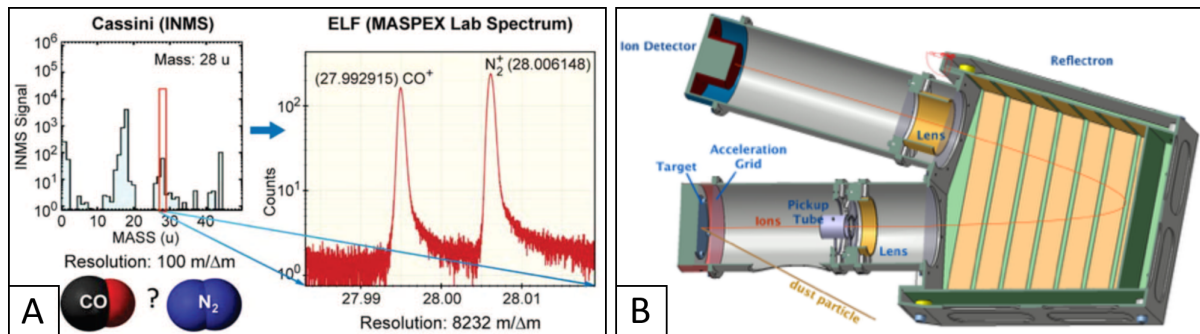 Cassini (INMS)
ELF (MASPEX Lab Spectrum)
10⁶
10⁵
10⁴
10³
10²
10¹
10⁰
INMS Signal
Mass: 28 u
0
20
40
MASS (u)
Resolution: 100 m/Δm
CO
?
N₂
A
(27.992915) CO⁺
N₂⁺ (28.006148)
10²
10¹
10⁰
Counts
27.99
28.00
28.01
Resolution: 8232 m/Δm
Ion Detector
Reflectron
Lens
Target
Acceleration
Grid
Pickup
Tube
Ions
Lens
dust particle
B